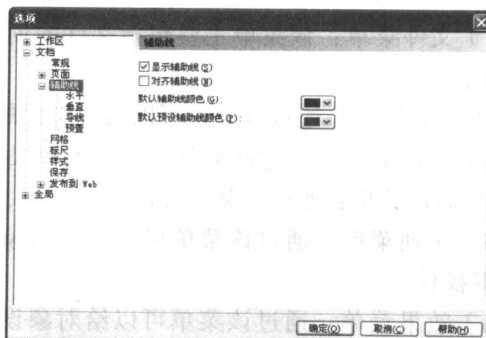 选项
工作区
文档
常规
页面
辅助线
水平
垂直
导线
预置
网格
标尺
样式
保存
发布到 Web
全局
辅助线
显示辅助线(S)
对齐辅助线(N)
默认辅助线颜色(G):
默认预设辅助线颜色(P):
确定(O)
取消(C)
帮助(H)